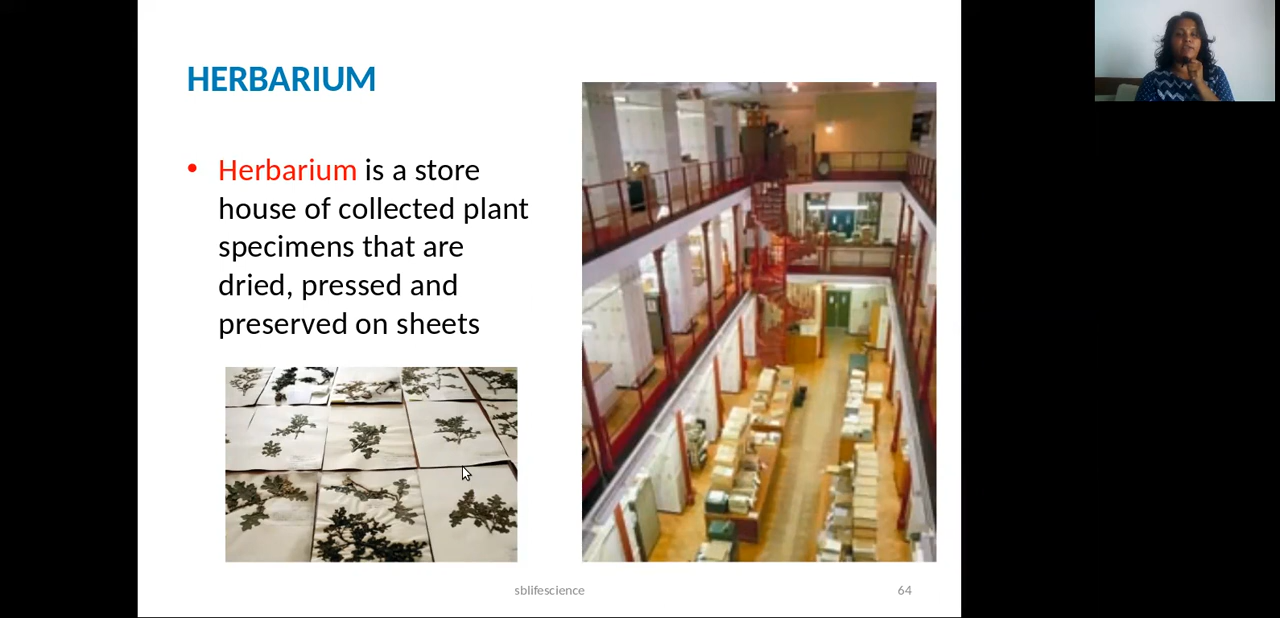 HERBARIUM
• Herbarium is a store
house of collected plant
specimens that are
dried, pressed and
preserved on sheets
sblifescience
64